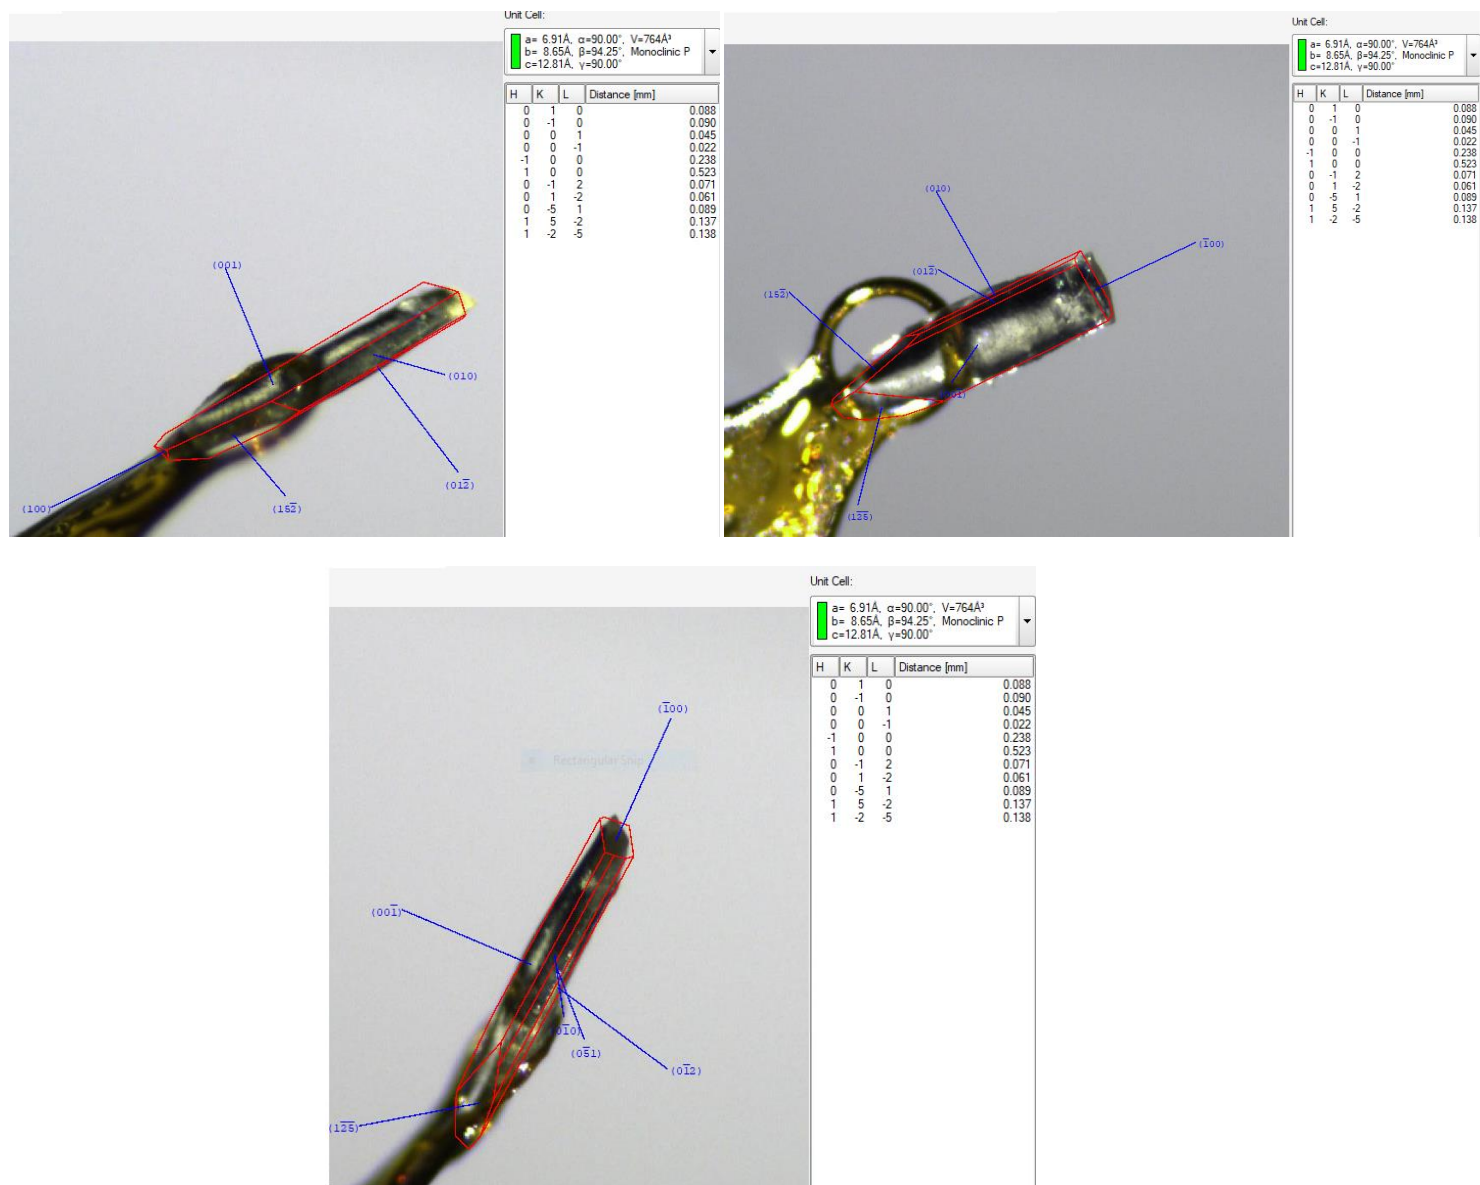 Unit Cell:
a= 6.91Å, α=90.00°, V=764Å³
b= 8.65Å, β=94.25°, Monoclinic P
c=12.81Å, γ=90.00°
H K L Distance [mm]
0 1 0 0.088
0 -1 0 0.090
0 0 1 0.045
0 0 -1 0.022
-1 0 0 0.238
1 0 0 0.523
0 -1 2 0.071
0 1 -2 0.061
0 -5 1 0.089
1 5 -2 0.137
1 -2 -5 0.138
(001)
(010)
(012̅)
(152̅)
(100)
Unit Cell:
a= 6.91Å, α=90.00°, V=764Å³
b= 8.65Å, β=94.25°, Monoclinic P
c=12.81Å, γ=90.00°
H K L Distance [mm]
0 1 0 0.088
0 -1 0 0.090
0 0 1 0.045
0 0 -1 0.022
-1 0 0 0.238
1 0 0 0.523
0 -1 2 0.071
0 1 -2 0.061
0 -5 1 0.089
1 5 -2 0.137
1 -2 -5 0.138
(010)
(1̅00)
(012̅)
(152̅)
(12̅5̅)
Unit Cell:
a= 6.91Å, α=90.00°, V=764Å³
b= 8.65Å, β=94.25°, Monoclinic P
c=12.81Å, γ=90.00°
H K L Distance [mm]
0 1 0 0.088
0 -1 0 0.090
0 0 1 0.045
0 0 -1 0.022
-1 0 0 0.238
1 0 0 0.523
0 -1 2 0.071
0 1 -2 0.061
0 -5 1 0.089
1 5 -2 0.137
1 -2 -5 0.138
(1̅00)
Rectangular Snip
(001̅)
(01̅0)
(05̅1)
(01̅2)
(12̅5̅)